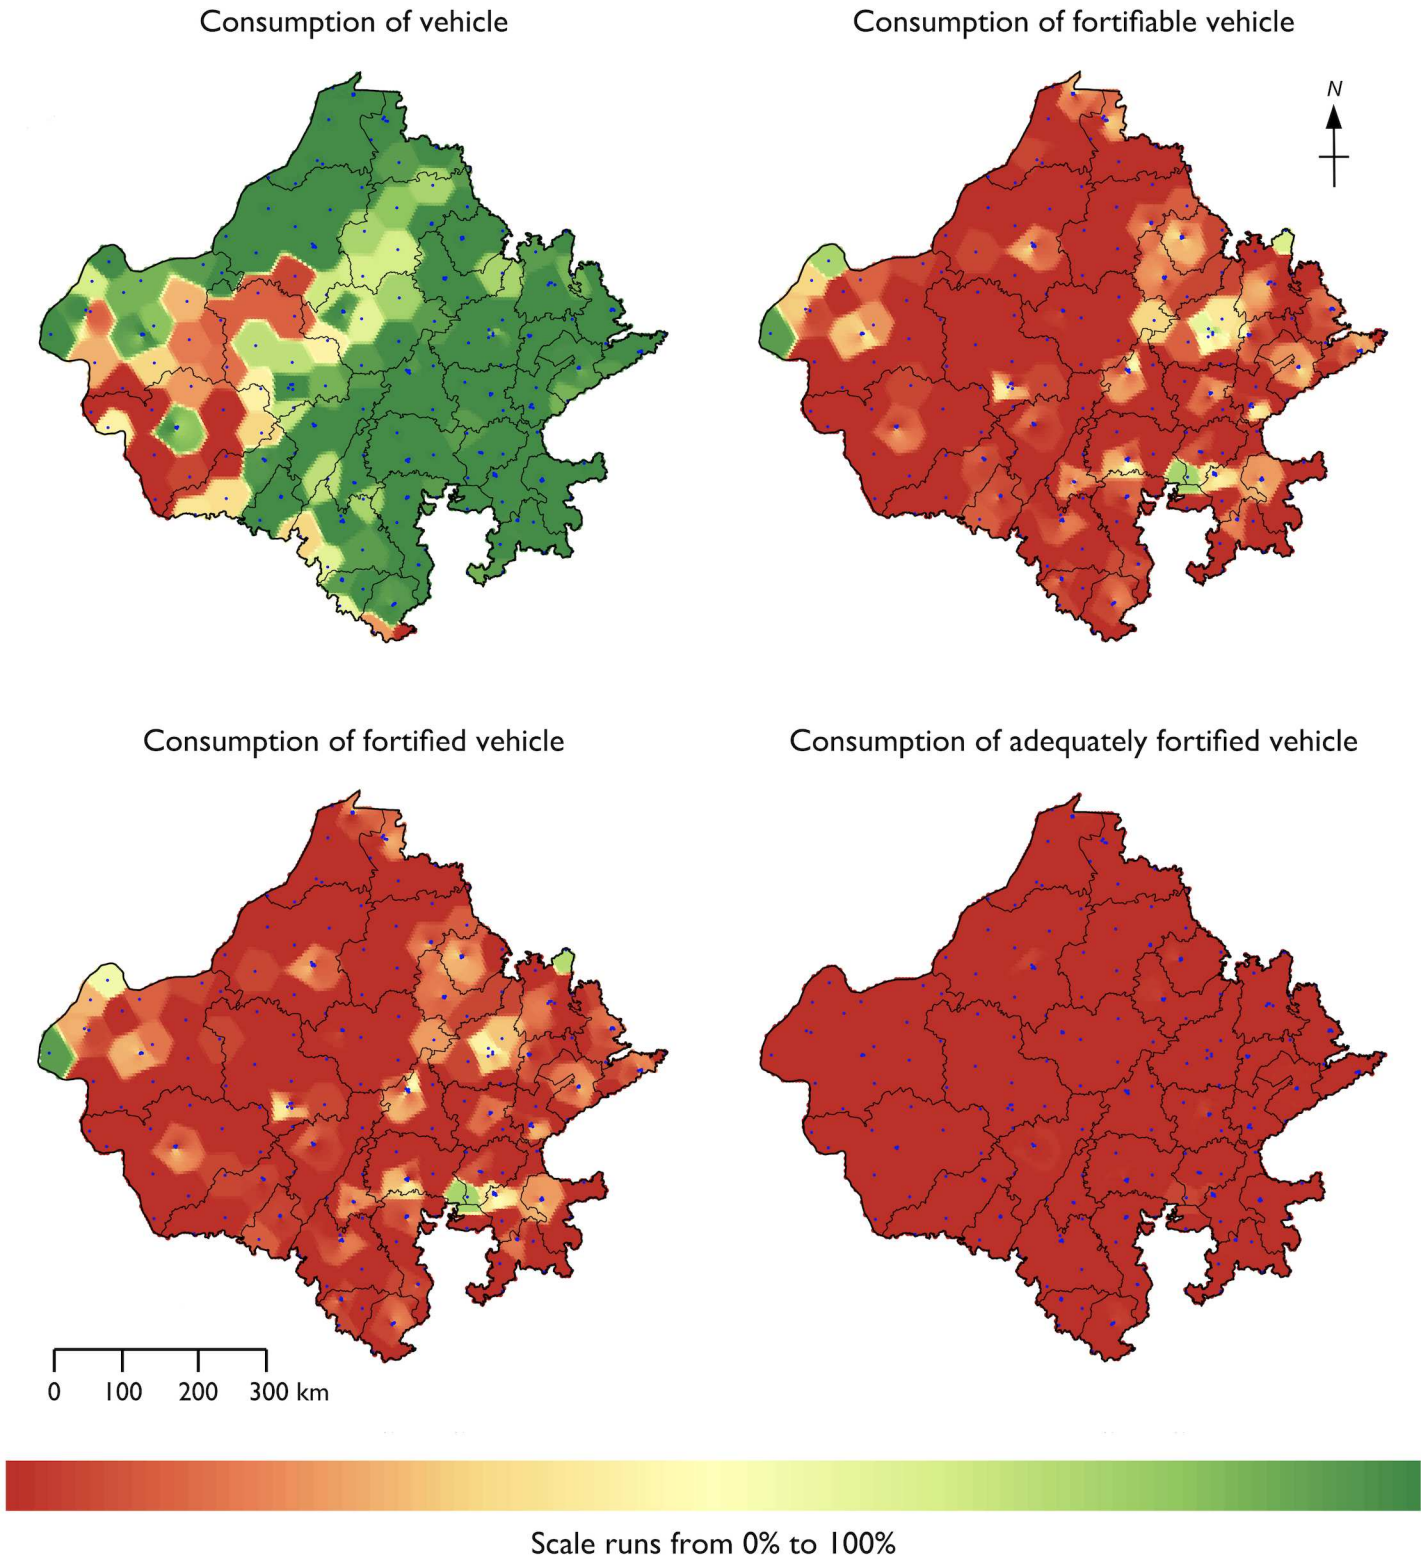 Consumption of vehicle
Consumption of fortifiable vehicle
N
Consumption of fortified vehicle
Consumption of adequately fortified vehicle
0 100 200 300 km
Scale runs from 0% to 100%